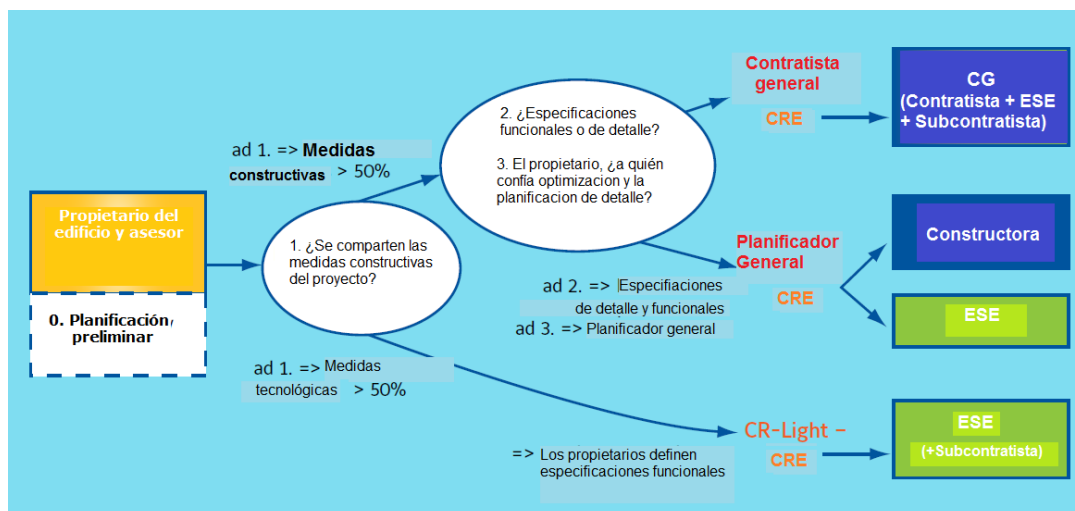 Propietario del
edificio y asesor
0. Planificación,
preliminar
1. ¿Se comparten las
medidas constructivas
del proyecto?
ad 1. => Medidas
constructivas > 50%
2. ¿Especificaciones
funcionales o de detalle?
3. El propietario, ¿a quién
confía optimizacion y la
planificacion de detalle?
Contratista
general
CRE
CG
(Contratista + ESE
+ Subcontratista)
Planificador
General
CRE
ad 2. => Especifiaciones
de detalle y funcionales
ad 3. => Planificador general
Constructora
ESE
ad 1. => Medidas
tecnológicas > 50%
CR-Light –
CRE
=> Los propietarios definen
especificaciones funcionales
ESE
(+Subcontratista)